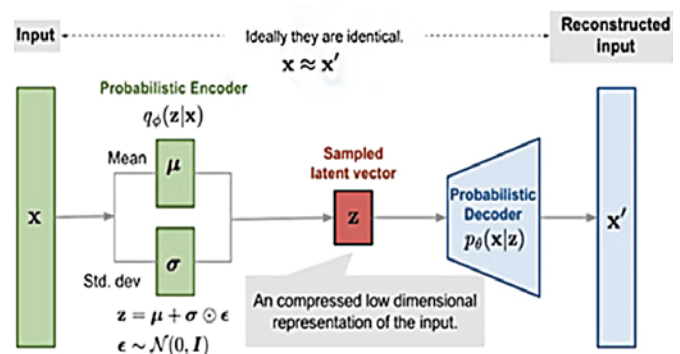 Input
Ideally they are identical.
x ≈ x′
Reconstructed
input
Probabilistic Encoder
qϕ(z|x)
Mean
μ
Sampled
latent vector
x
z
Probabilistic
Decoder
pθ(x|z)
x′
σ
Std. dev
z = μ + σ ⊙ ϵ
ϵ ∼ 𝒩(0, I)
An compressed low dimensional
representation of the input.